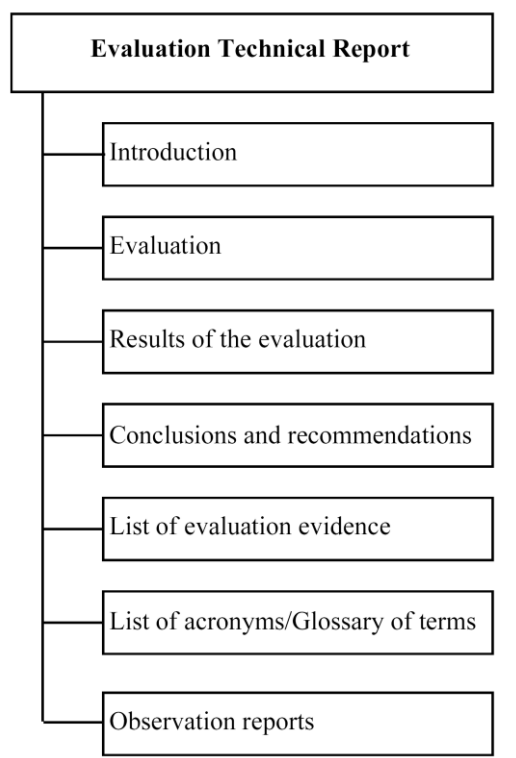 Evaluation Technical Report
Introduction
Evaluation
Results of the evaluation
Conclusions and recommendations
List of evaluation evidence
List of acronyms/Glossary of terms
Observation reports